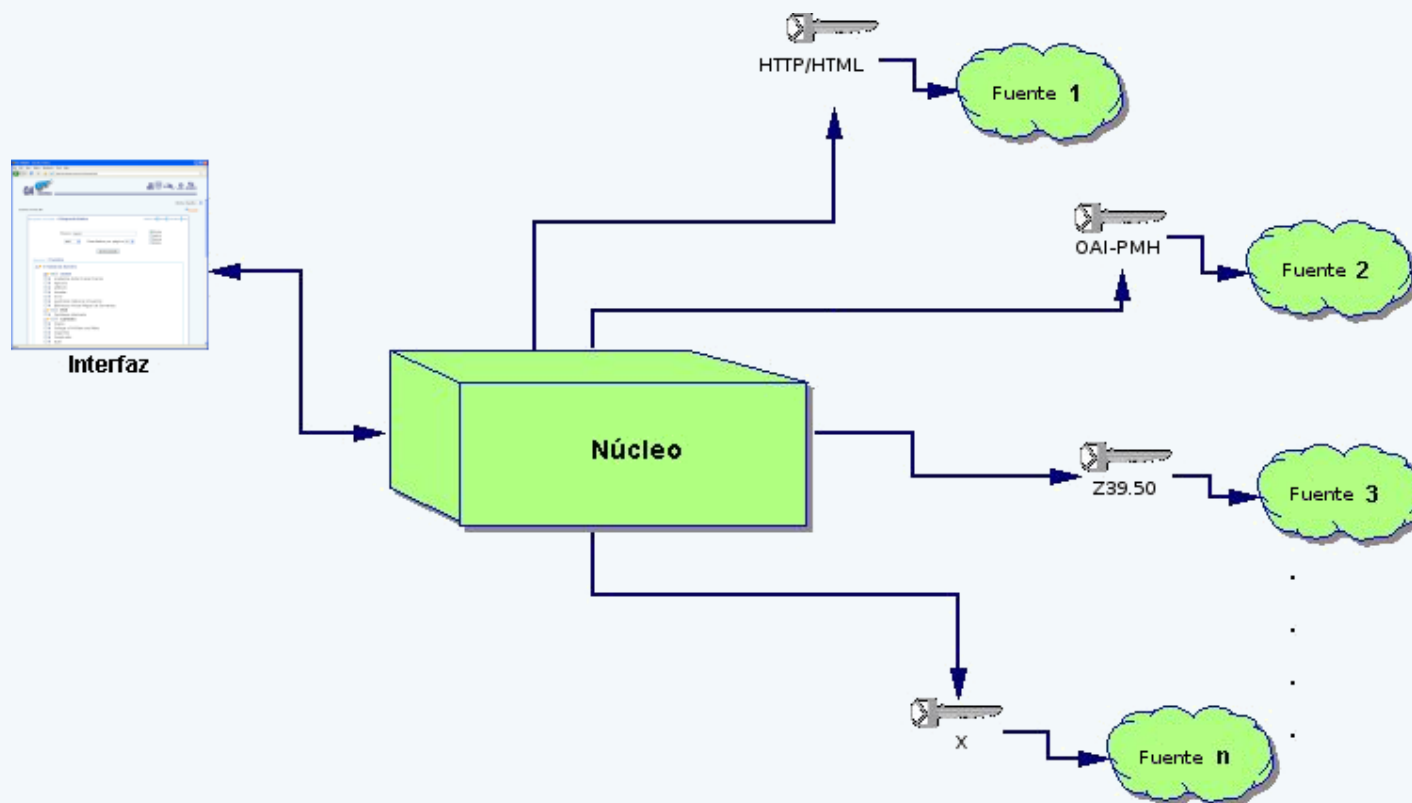 HTTP/HTML
Fuente 1
OAI-PMH
Fuente 2
Interfaz
Núcleo
Z39.50
Fuente 3
X
Fuente n